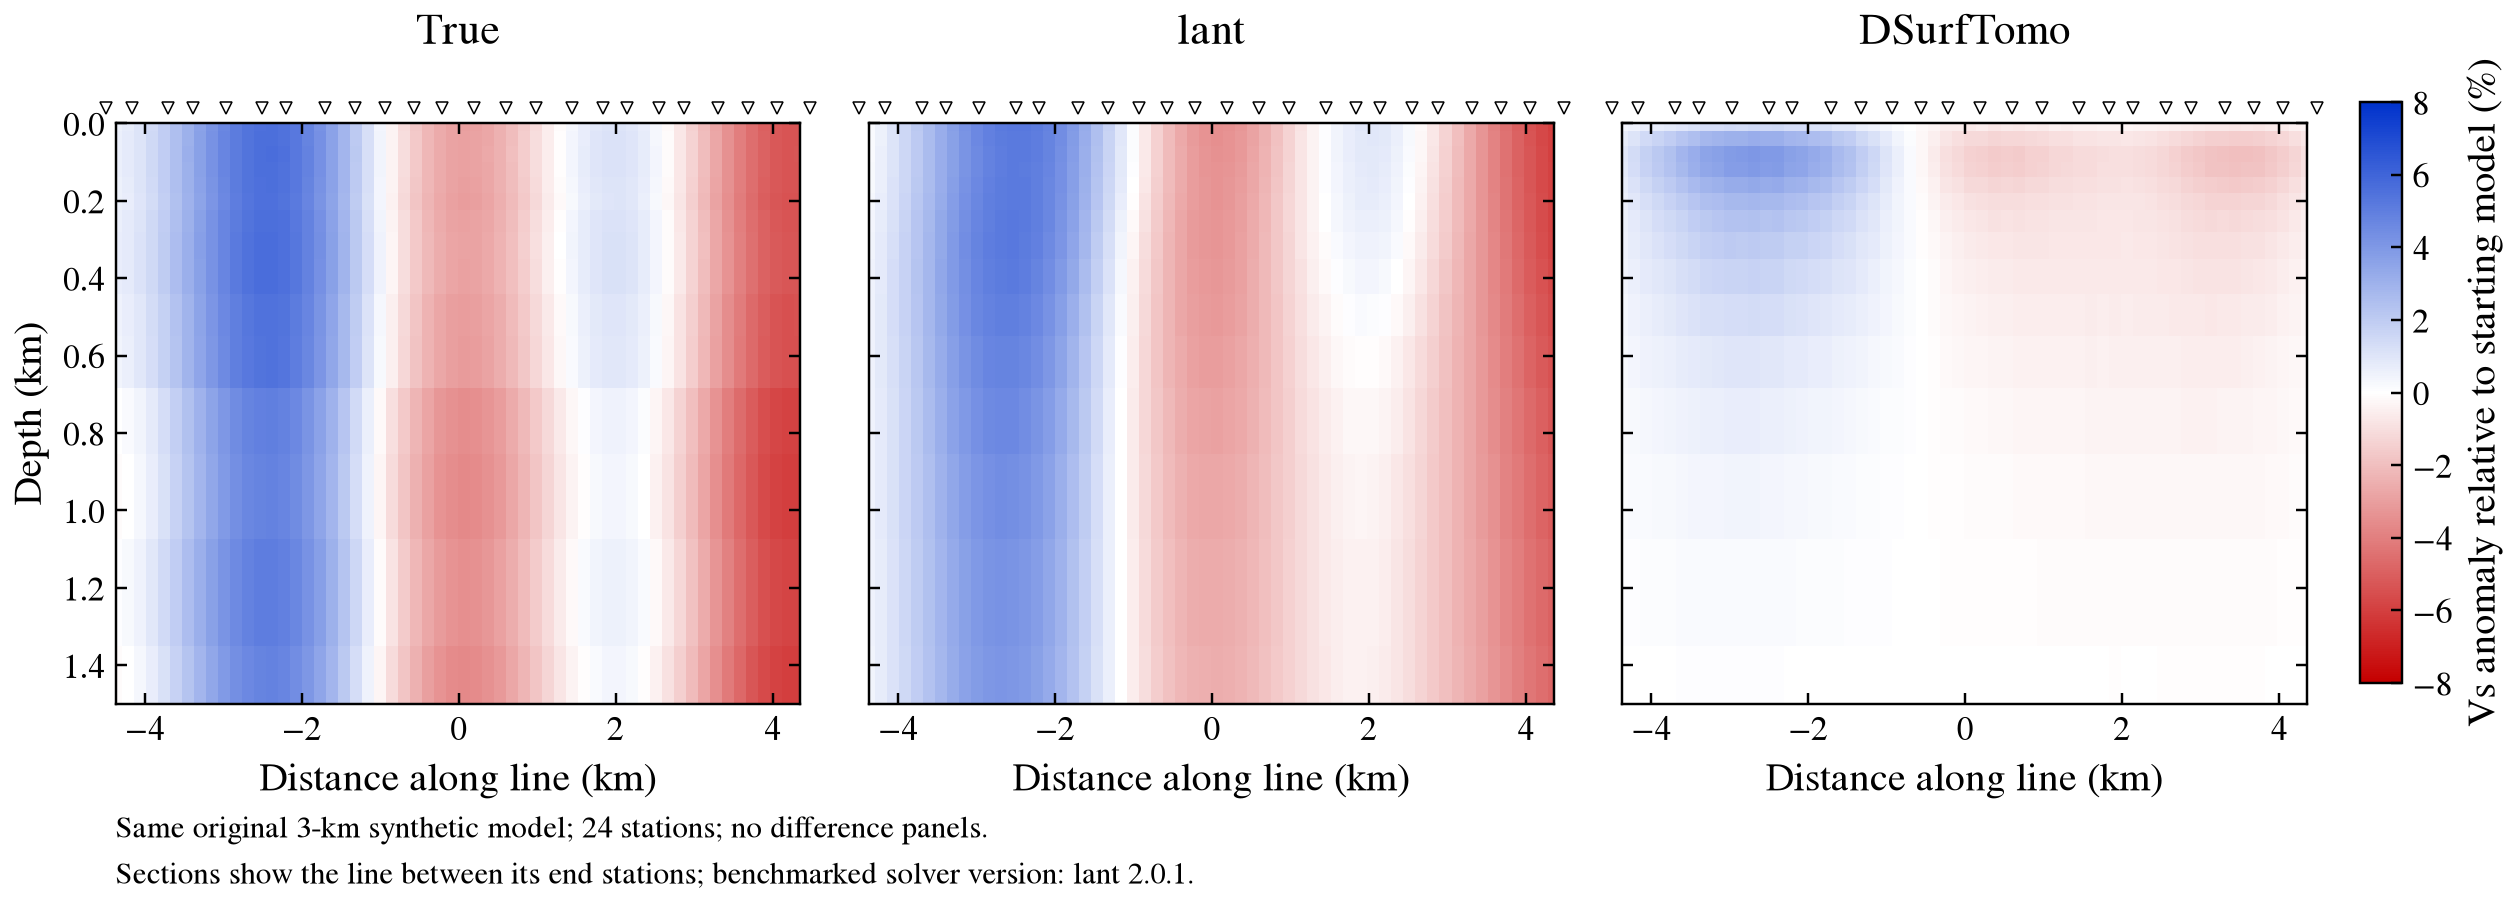 True
lant
DSurfTomo
0.0
0.2
0.4
0.6
0.8
1.0
1.2
1.4
Depth (km)
−4 −2 0 2 4
−4 −2 0 2 4
−4 −2 0 2 4
Distance along line (km)
Distance along line (km)
Distance along line (km)
8
6
4
2
0
−2
−4
−6
−8
Vs anomaly relative to starting model (%)
Same original 3-km synthetic model; 24 stations; no difference panels.
Sections show the line between its end stations; benchmarked solver version: lant 2.0.1.